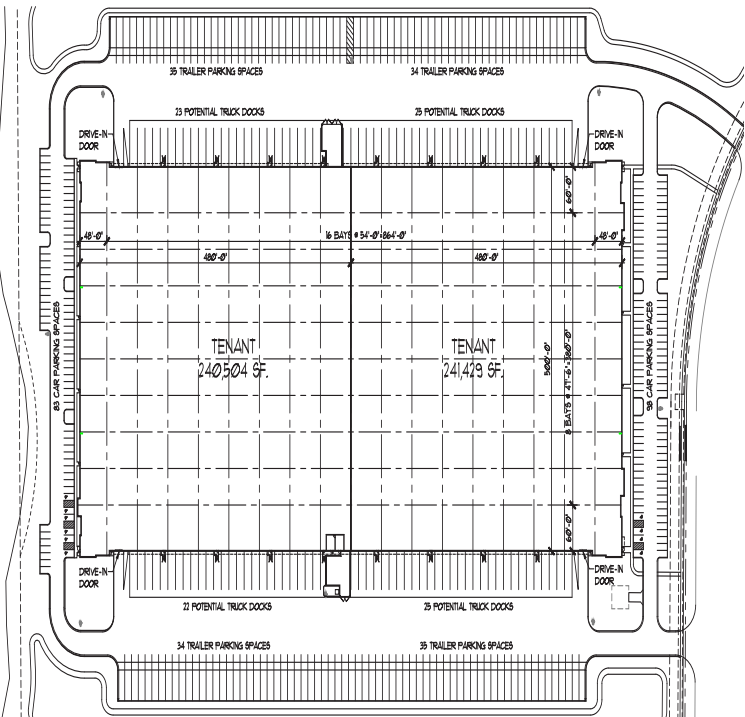 35 TRAILER PARKING SPACES
34 TRAILER PARKING SPACES
23 POTENTIAL TRUCK DOCKS
25 POTENTIAL TRUCK DOCKS
DRIVE-IN
DOOR
DRIVE-IN
DOOR
60'-0"
48'-0"
16 BAYS @ 54'-0"=864'-0"
48'-0"
480'-0"
480'-0"
83 CAR PARKING SPACES
98 CAR PARKING SPACES
TENANT
240,504 SF.
TENANT
241,429 SF.
500'-0"
8 BAYS @ 47'-6"=380'-0"
60'-0"
DRIVE-IN
DOOR
DRIVE-IN
DOOR
22 POTENTIAL TRUCK DOCKS
25 POTENTIAL TRUCK DOCKS
34 TRAILER PARKING SPACES
35 TRAILER PARKING SPACES